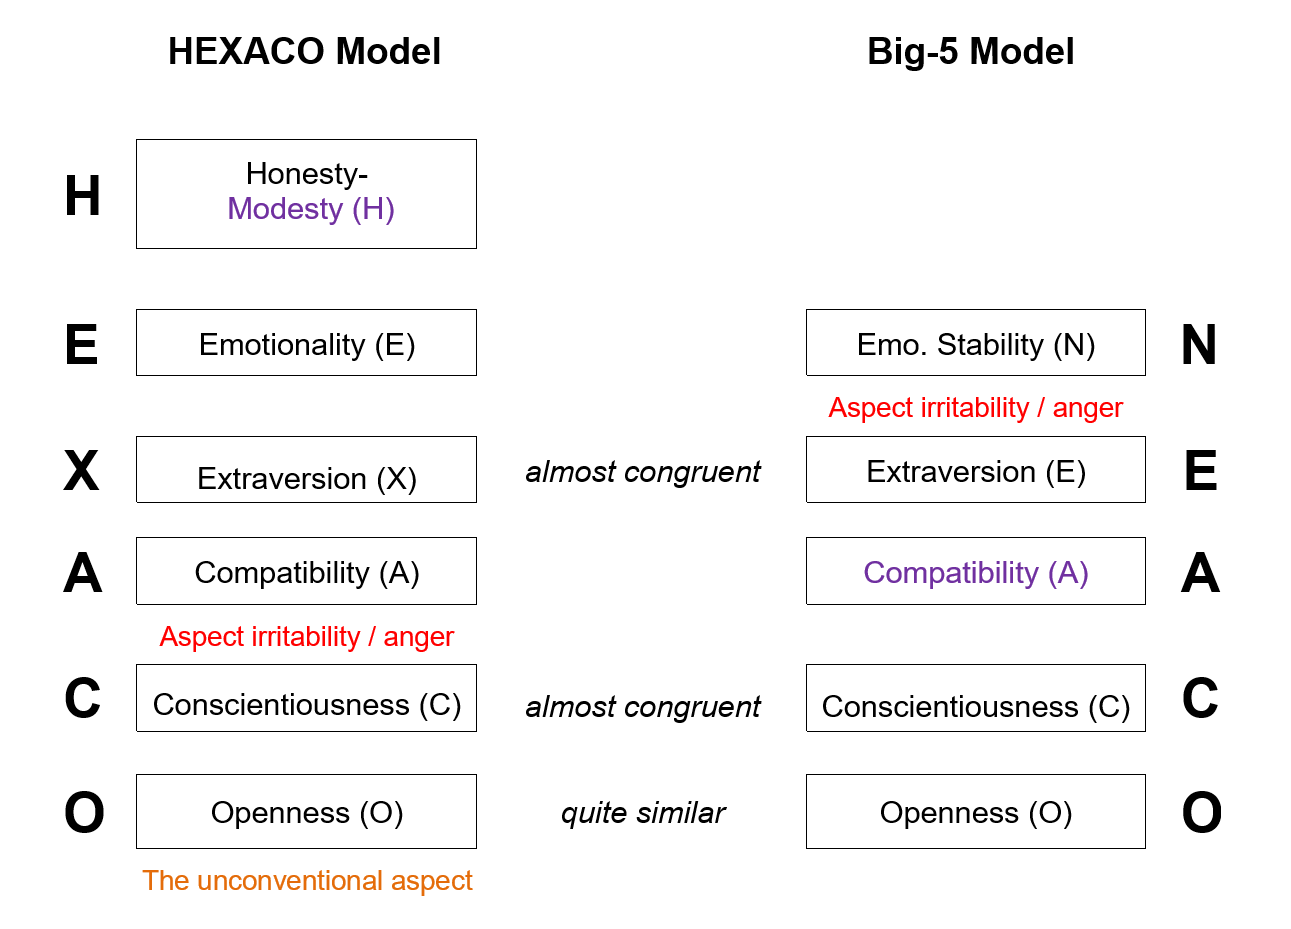 HEXACO Model
Big-5 Model
H
Honesty-
Modesty (H)
E
Emotionality (E)
Emo. Stability (N)
N
Aspect irritability / anger
X
Extraversion (X)
almost congruent
Extraversion (E)
E
A
Compatibility (A)
Compatibility (A)
A
Aspect irritability / anger
C
Conscientiousness (C)
almost congruent
Conscientiousness (C)
C
O
Openness (O)
quite similar
Openness (O)
O
The unconventional aspect